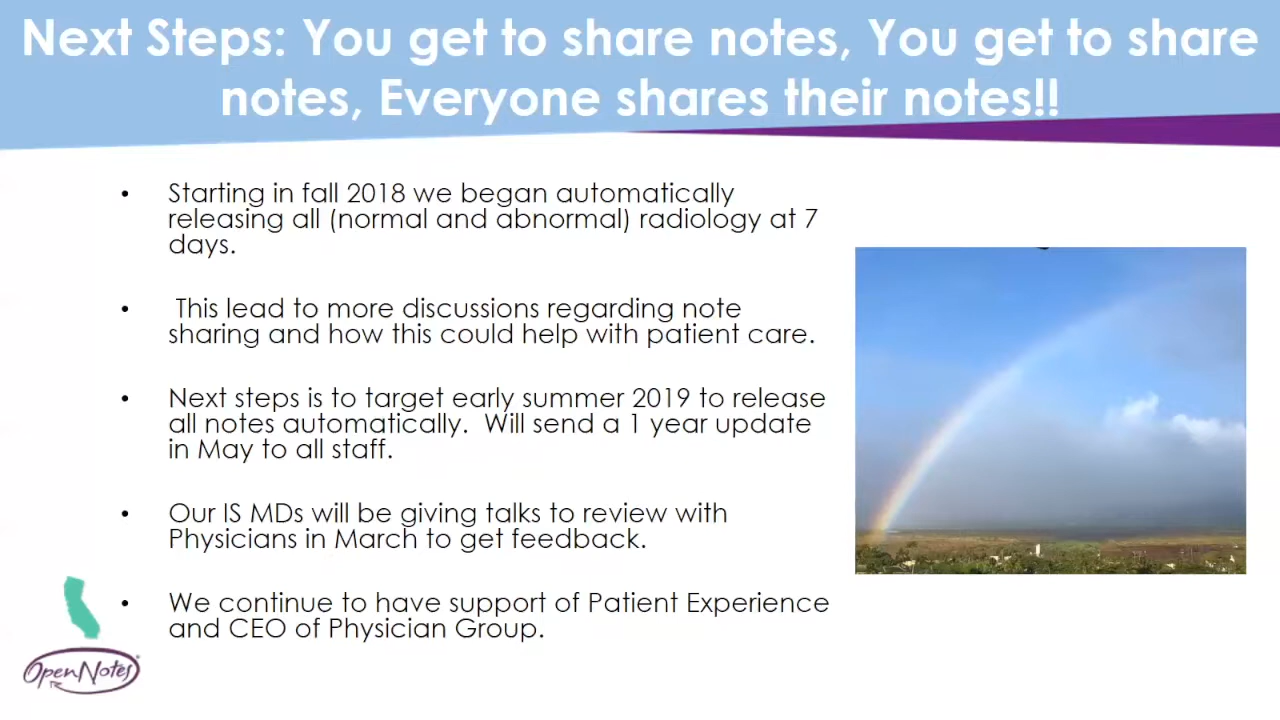 Next Steps: You get to share notes, You get to share
notes, Everyone shares their notes!!
• Starting in fall 2018 we began automatically
releasing all (normal and abnormal) radiology at 7
days.
• This lead to more discussions regarding note
sharing and how this could help with patient care.
• Next steps is to target early summer 2019 to release
all notes automatically.  Will send a 1 year update
in May to all staff.
• Our IS MDs will be giving talks to review with
Physicians in March to get feedback.
• We continue to have support of Patient Experience
and CEO of Physician Group.
OpenNotes